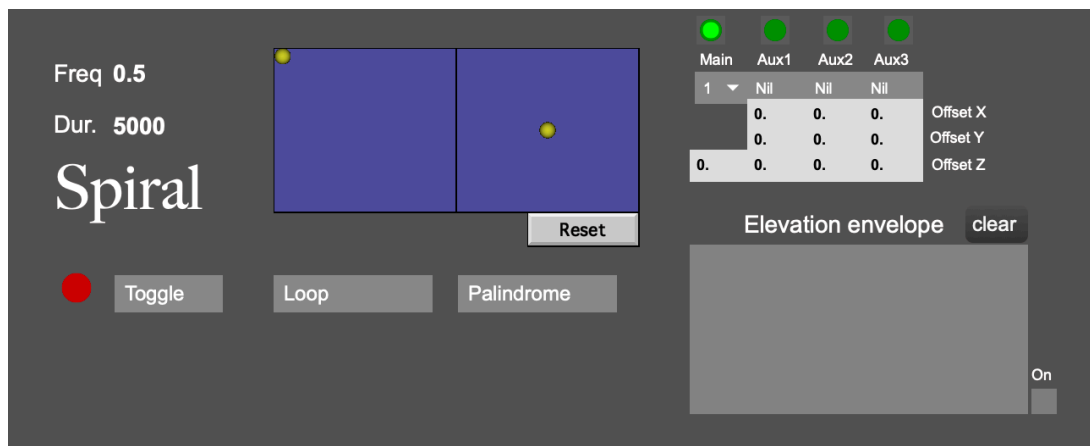 Freq 0.5
Dur. 5000
Spiral
Reset
Toggle
Loop
Palindrome
Main Aux1 Aux2 Aux3
1 Nil Nil Nil
0. 0. 0. Offset X
0. 0. 0. Offset Y
0. 0. 0. 0. Offset Z
Elevation envelope clear
On